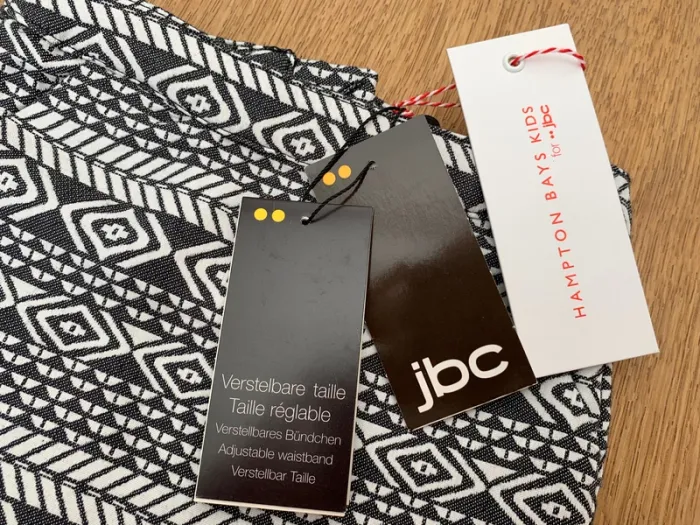 Verstelbare taille
Taille réglable
Verstellbares Bündchen
Adjustable waistband
Verstellbar Taille
jbc
HAMPTON BAYS KIDS
for jbc